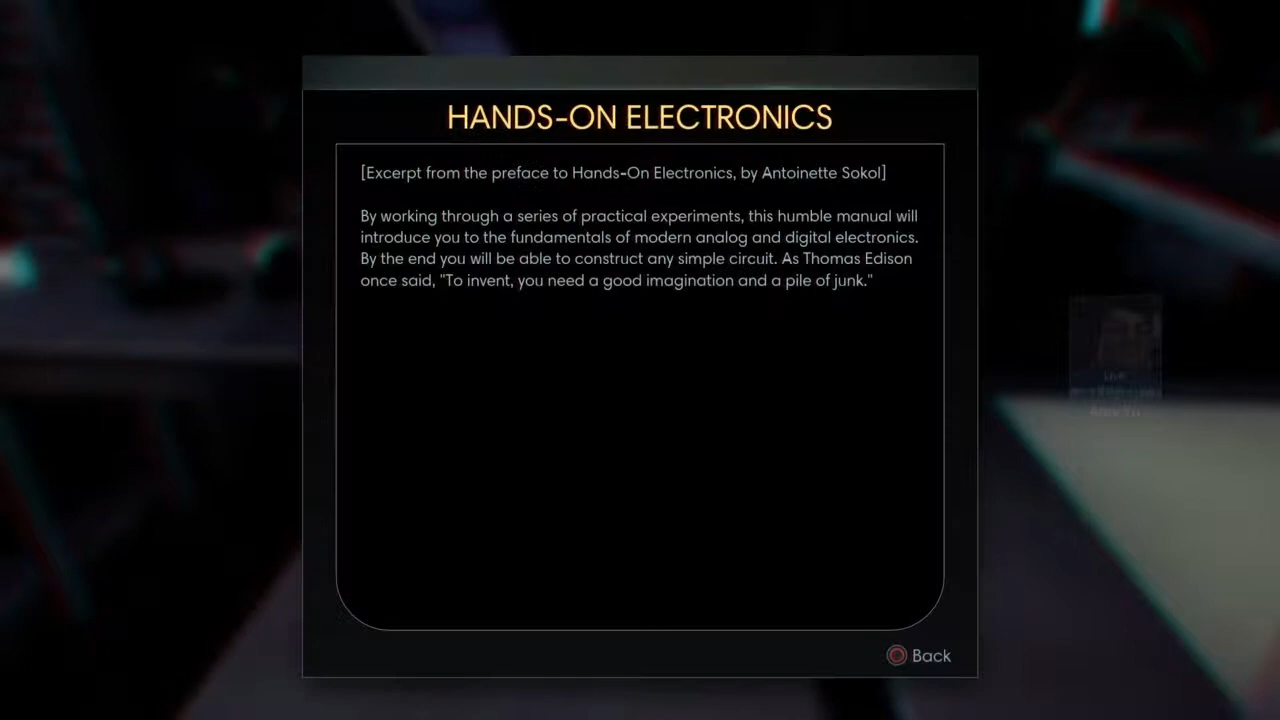 HANDS-ON ELECTRONICS
[Excerpt from the preface to Hands-On Electronics, by Antoinette Sokol]
By working through a series of practical experiments, this humble manual will
introduce you to the fundamentals of modern analog and digital electronics.
By the end you will be able to construct any simple circuit. As Thomas Edison
once said, "To invent, you need a good imagination and a pile of junk."
Back